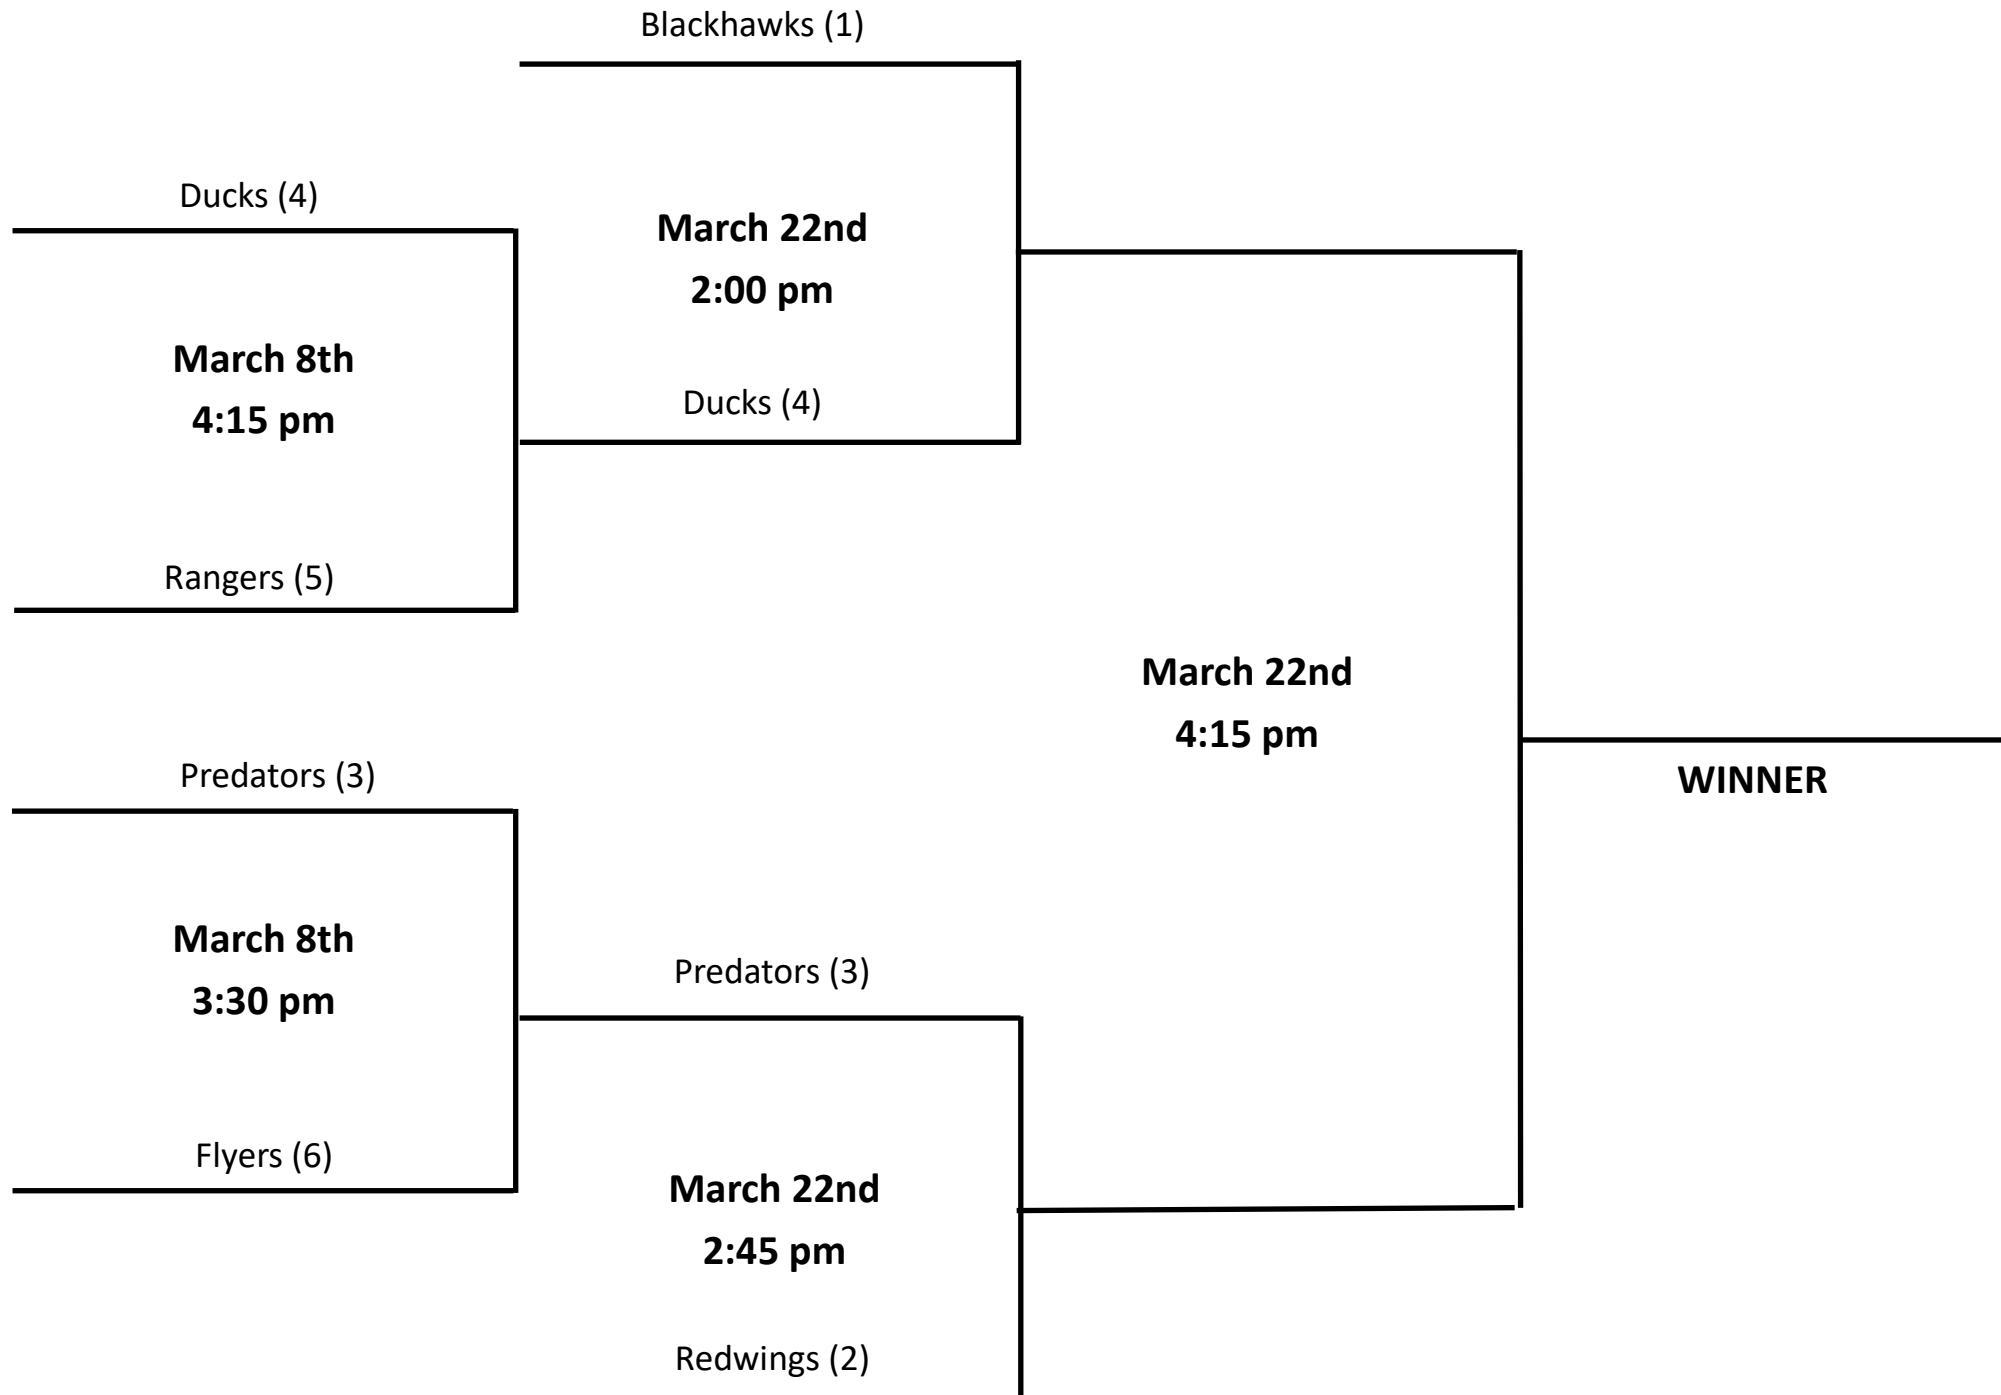 Blackhawks (1)
Ducks (4)
March 22nd
2:00 pm
March 8th
4:15 pm
Ducks (4)
Rangers (5)
March 22nd
4:15 pm
WINNER
Predators (3)
March 8th
3:30 pm
Predators (3)
Flyers (6)
March 22nd
2:45 pm
Redwings (2)